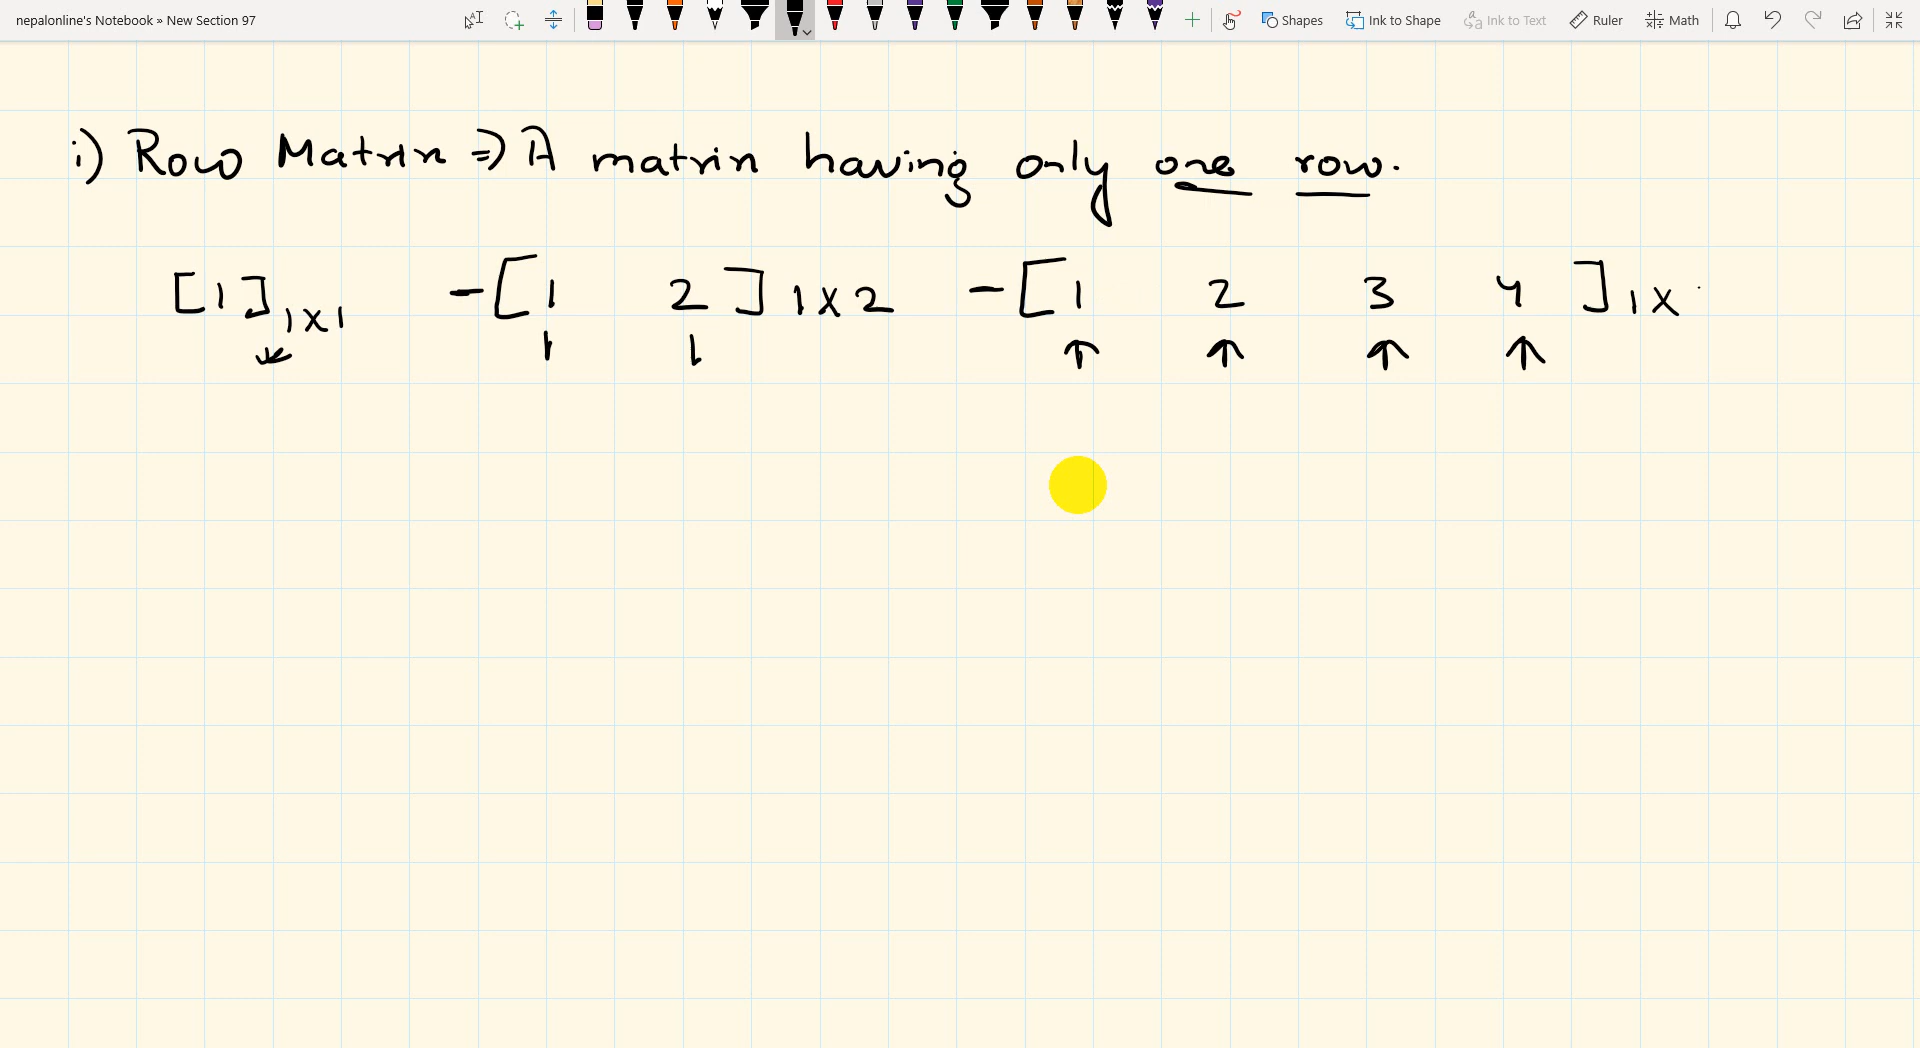 nepalonline's Notebook » New Section 97
Shapes Ink to Shape Ink to Text Ruler Math
i) Row Matrix ⇒ A matrix having only one row.
[1] 1x1 - [1 2] 1x2 - [1 2 3 4] 1x